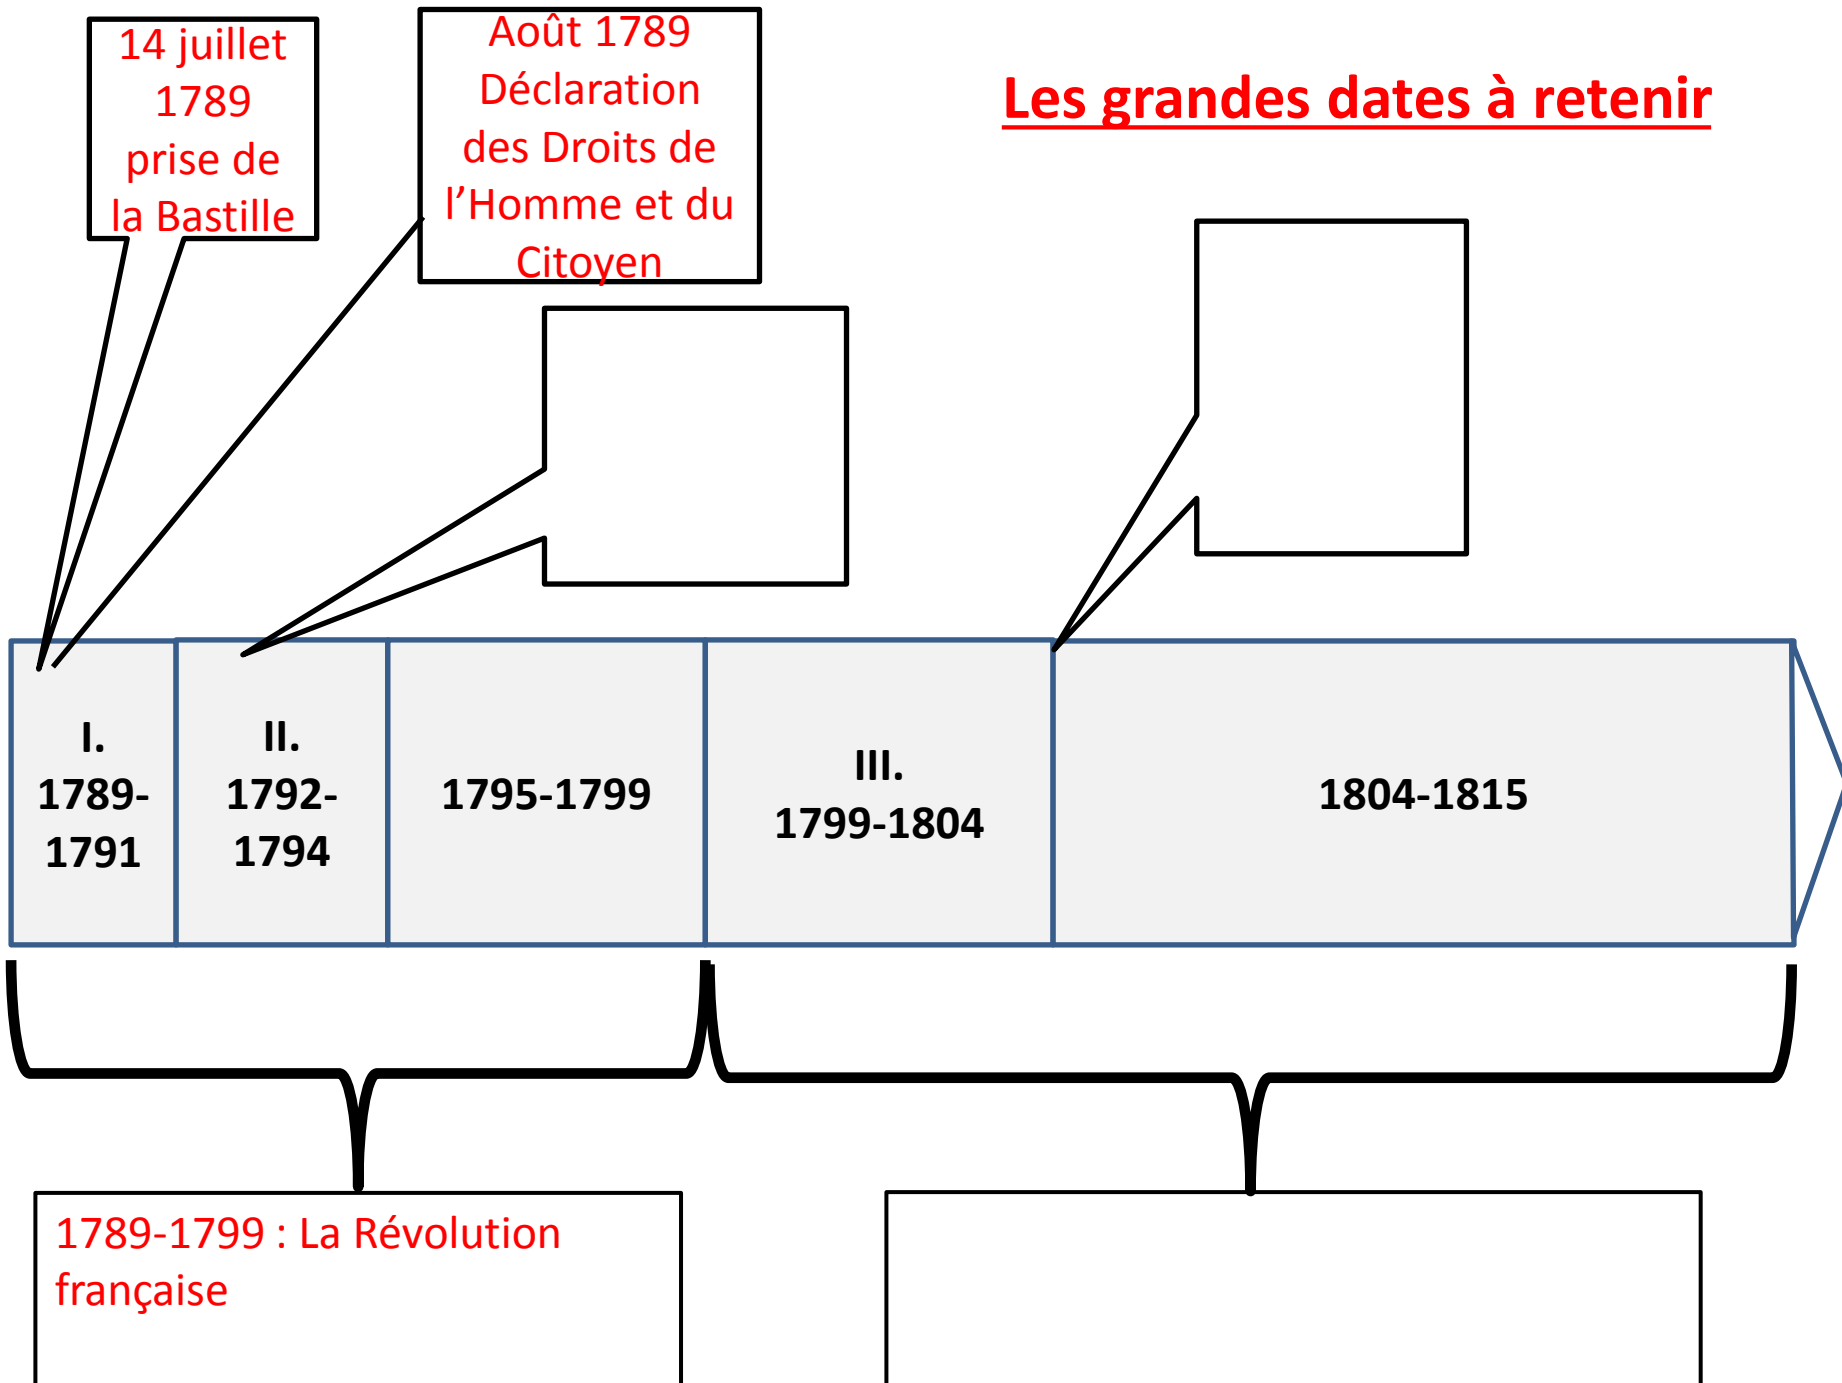 14 juillet
1789
prise de
la Bastille
Août 1789
Déclaration
des Droits de
l’Homme et du
Citoyen
Les grandes dates à retenir
I.
1789-
1791
II.
1792-
1794
1795-1799
III.
1799-1804
1804-1815
1789-1799 : La Révolution
française